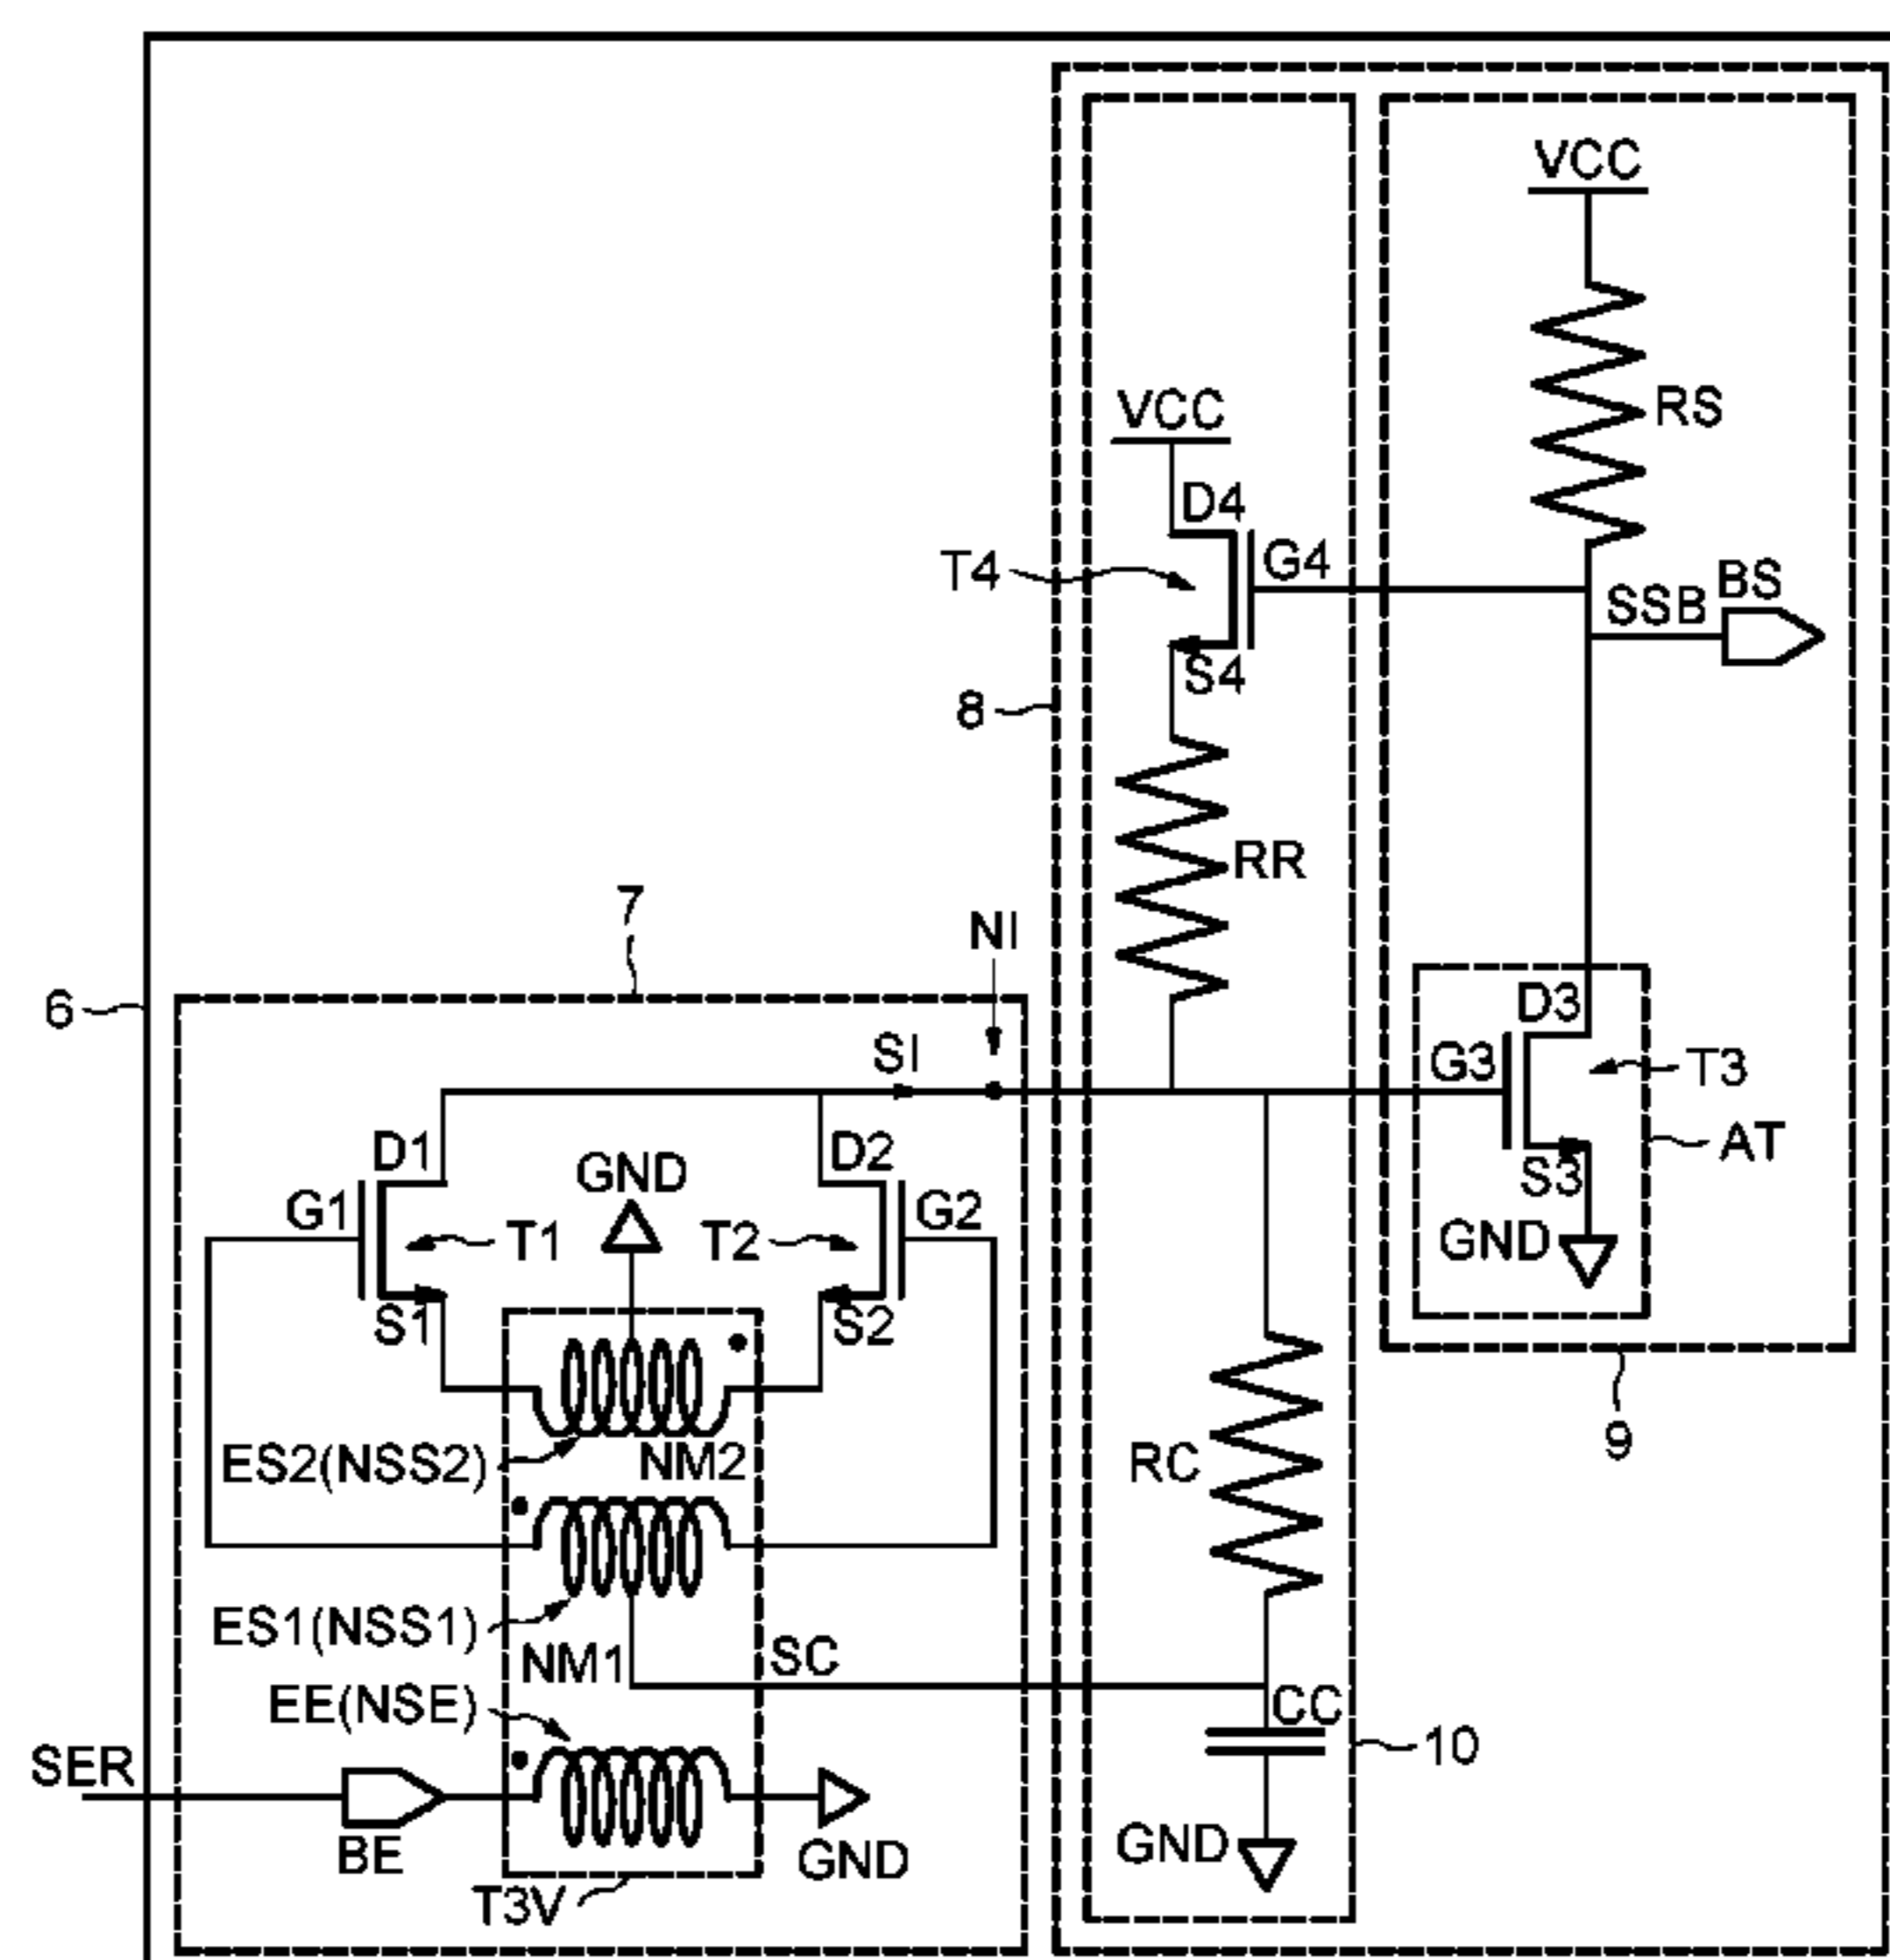 VCC
RS
VCC
D4
T4
G4
SSB
BS
S4
8
RR
7
NI
6
D3
SI
G3
T3
D1
GND
D2
AT
G1
T1
T2
G2
S3
GND
S1
S2
ES2(NSS2)
NM2
RC
9
ES1(NSS1)
NM1
SC
EE(NSE)
CC
10
SER
BE
GND
GND
T3V